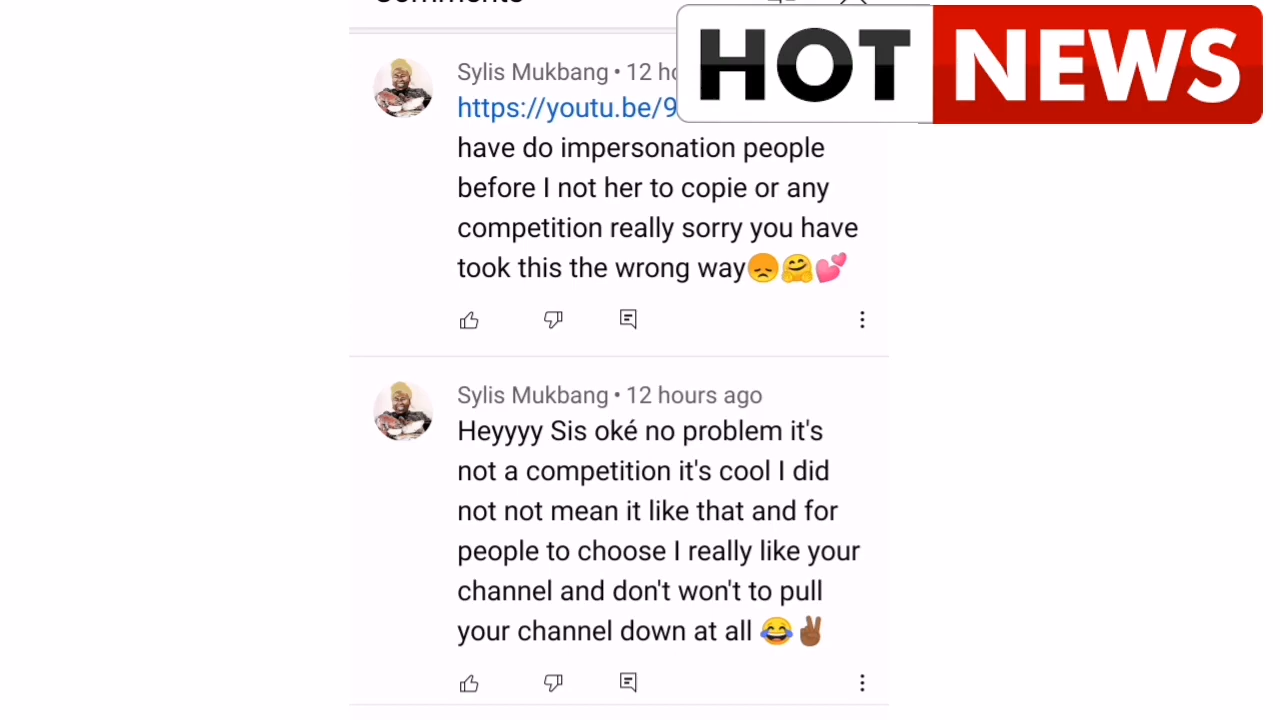 HOT NEWS
Sylis Mukbang • 12
https://youtu.be/9
have do impersonation people
before I not her to copie or any
competition really sorry you have
took this the wrong way😞🤗💕
Sylis Mukbang • 12 hours ago
Heyyyy Sis oké no problem it's
not a competition it's cool I did
not not mean it like that and for
people to choose I really like your
channel and don't won't to pull
your channel down at all 😂✌🏾